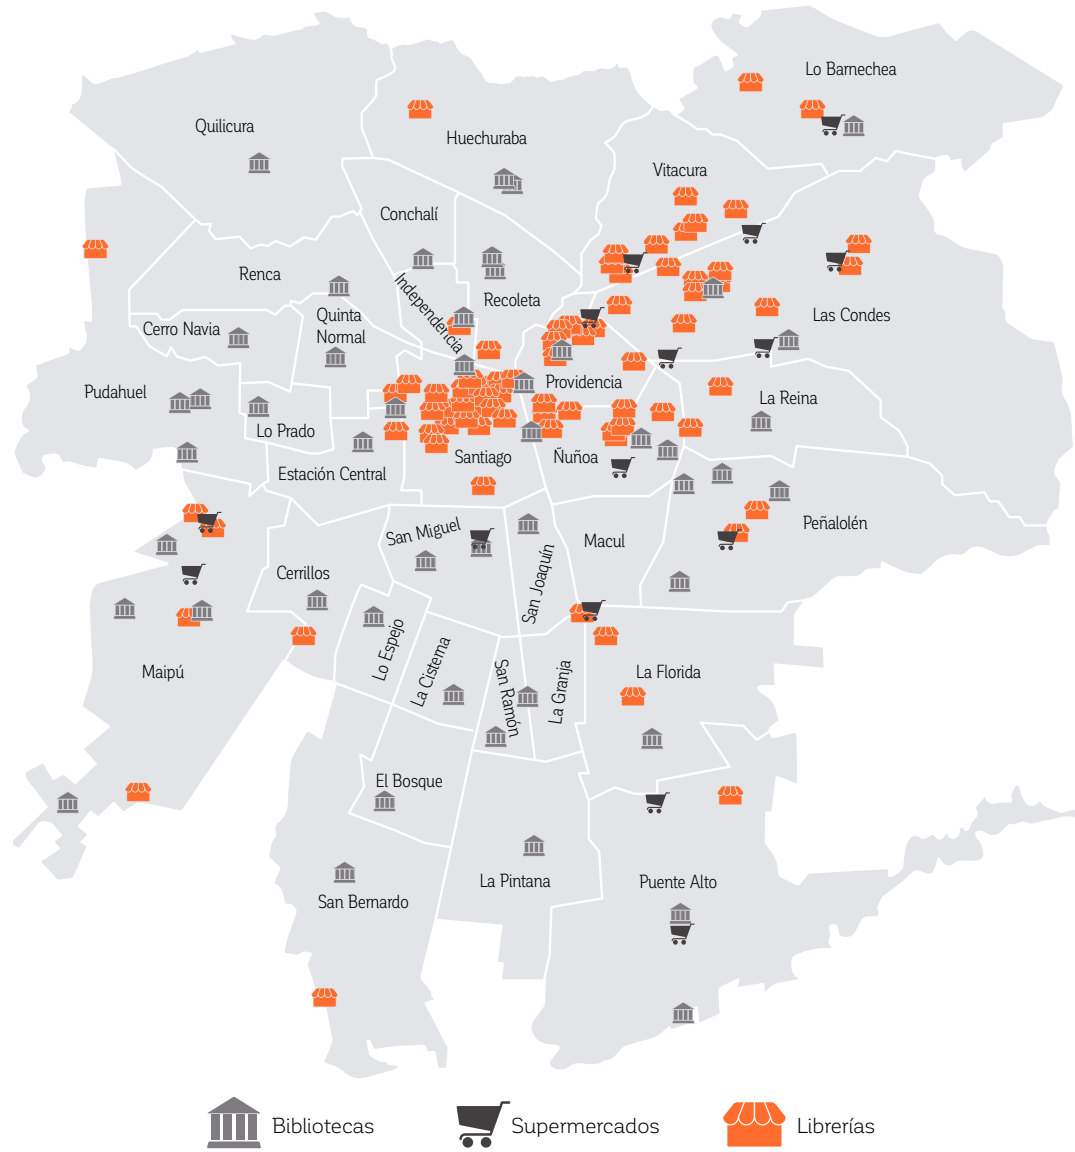 Lo Barnechea
Quilicura
Huechuraba
Vitacura
Conchalí
Renca
Independencia
Recoleta
Quinta
Normal
Cerro Navia
Las Condes
Pudahuel
Providencia
La Reina
Lo Prado
Santiago
Ñuñoa
Estación Central
Peñalolén
San Miguel
Macul
San Joaquín
Cerrillos
Lo Espejo
La Cisterna
San Ramón
La Granja
Maipú
La Florida
El Bosque
La Pintana
Puente Alto
San Bernardo
Bibliotecas
Supermercados
Librerías